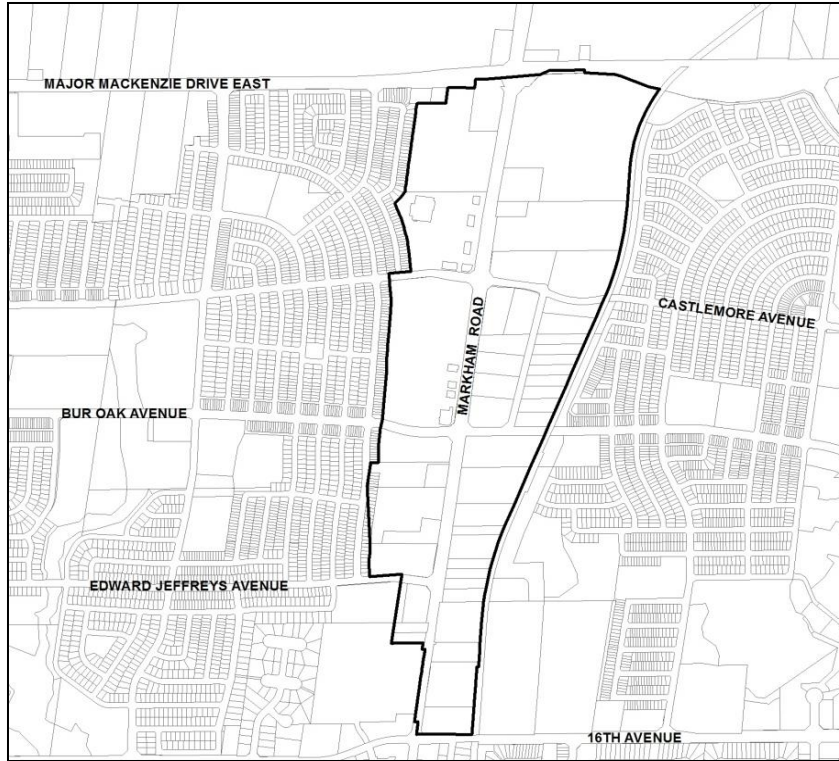 MAJOR MACKENZIE DRIVE EAST
CASTLEMORE AVENUE
MARKHAM ROAD
BUR OAK AVENUE
EDWARD JEFFREYS AVENUE
16TH AVENUE